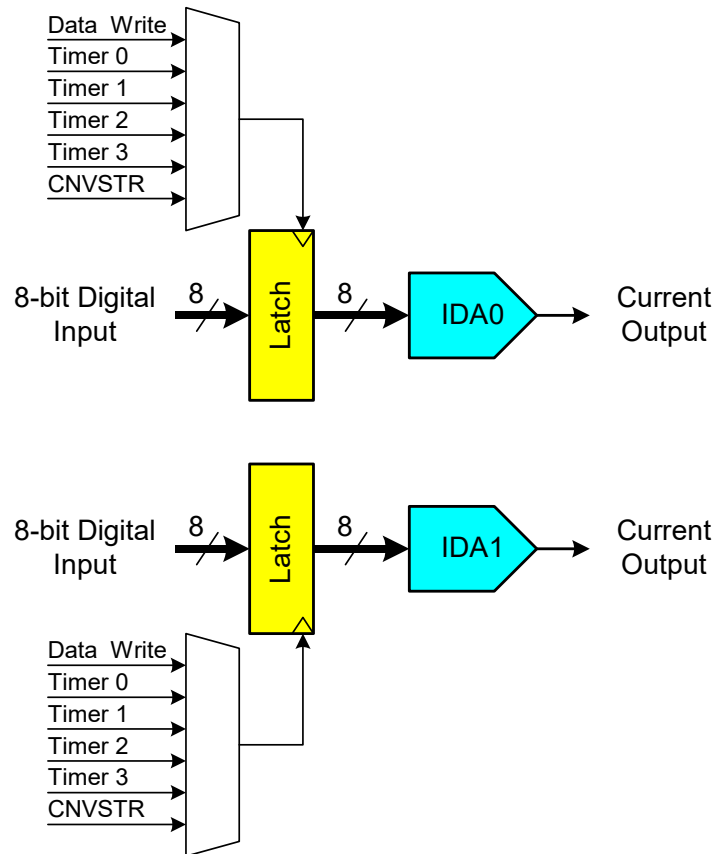 Data Write
Timer 0
Timer 1
Timer 2
Timer 3
CNVSTR
8-bit Digital
Input
8
Latch
8
IDA0
Current
Output
8-bit Digital
Input
8
Latch
8
IDA1
Current
Output
Data Write
Timer 0
Timer 1
Timer 2
Timer 3
CNVSTR